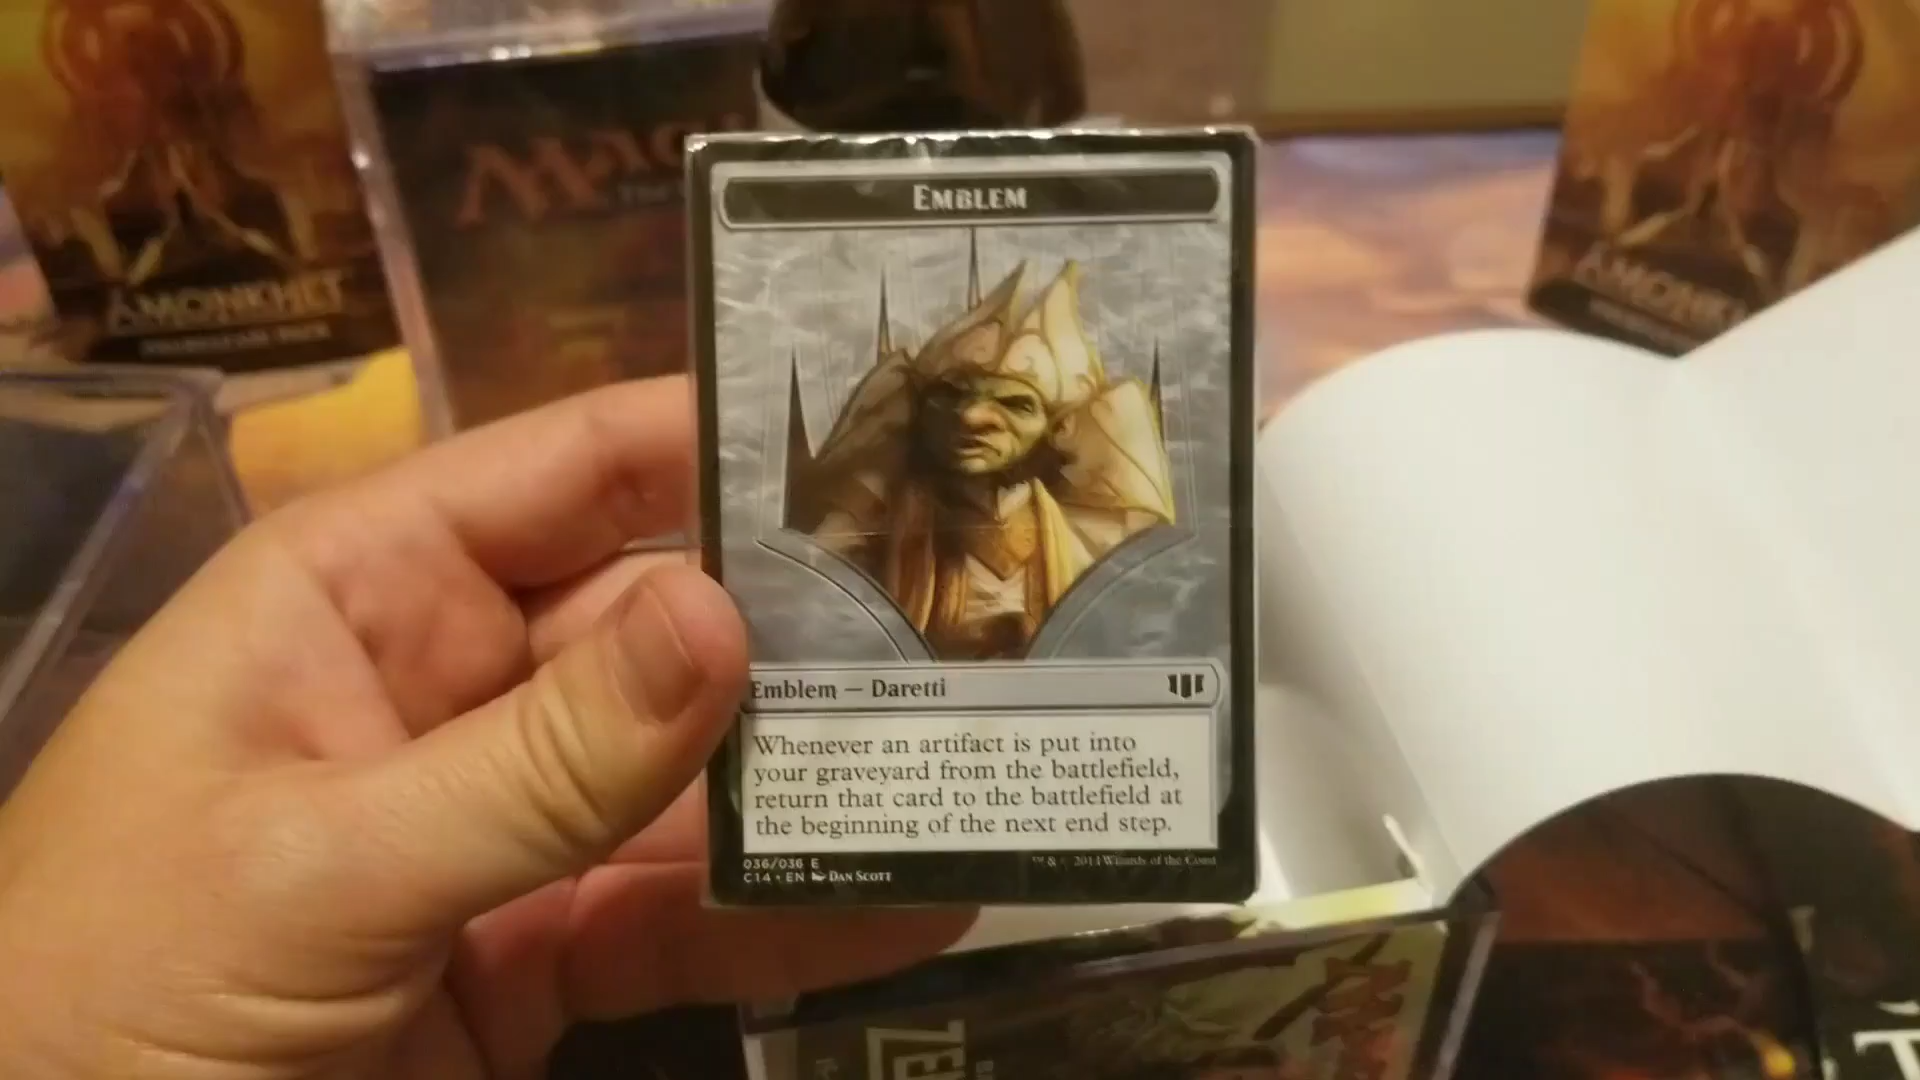 AMONKHET
Magic
AMONKHET
EMBLEM
Emblem — Daretti
Whenever an artifact is put into
your graveyard from the battlefield,
return that card to the battlefield at
the beginning of the next end step.
036/036 E
C14 • EN DAN SCOTT
™ & © 2014 Wizards of the Coast